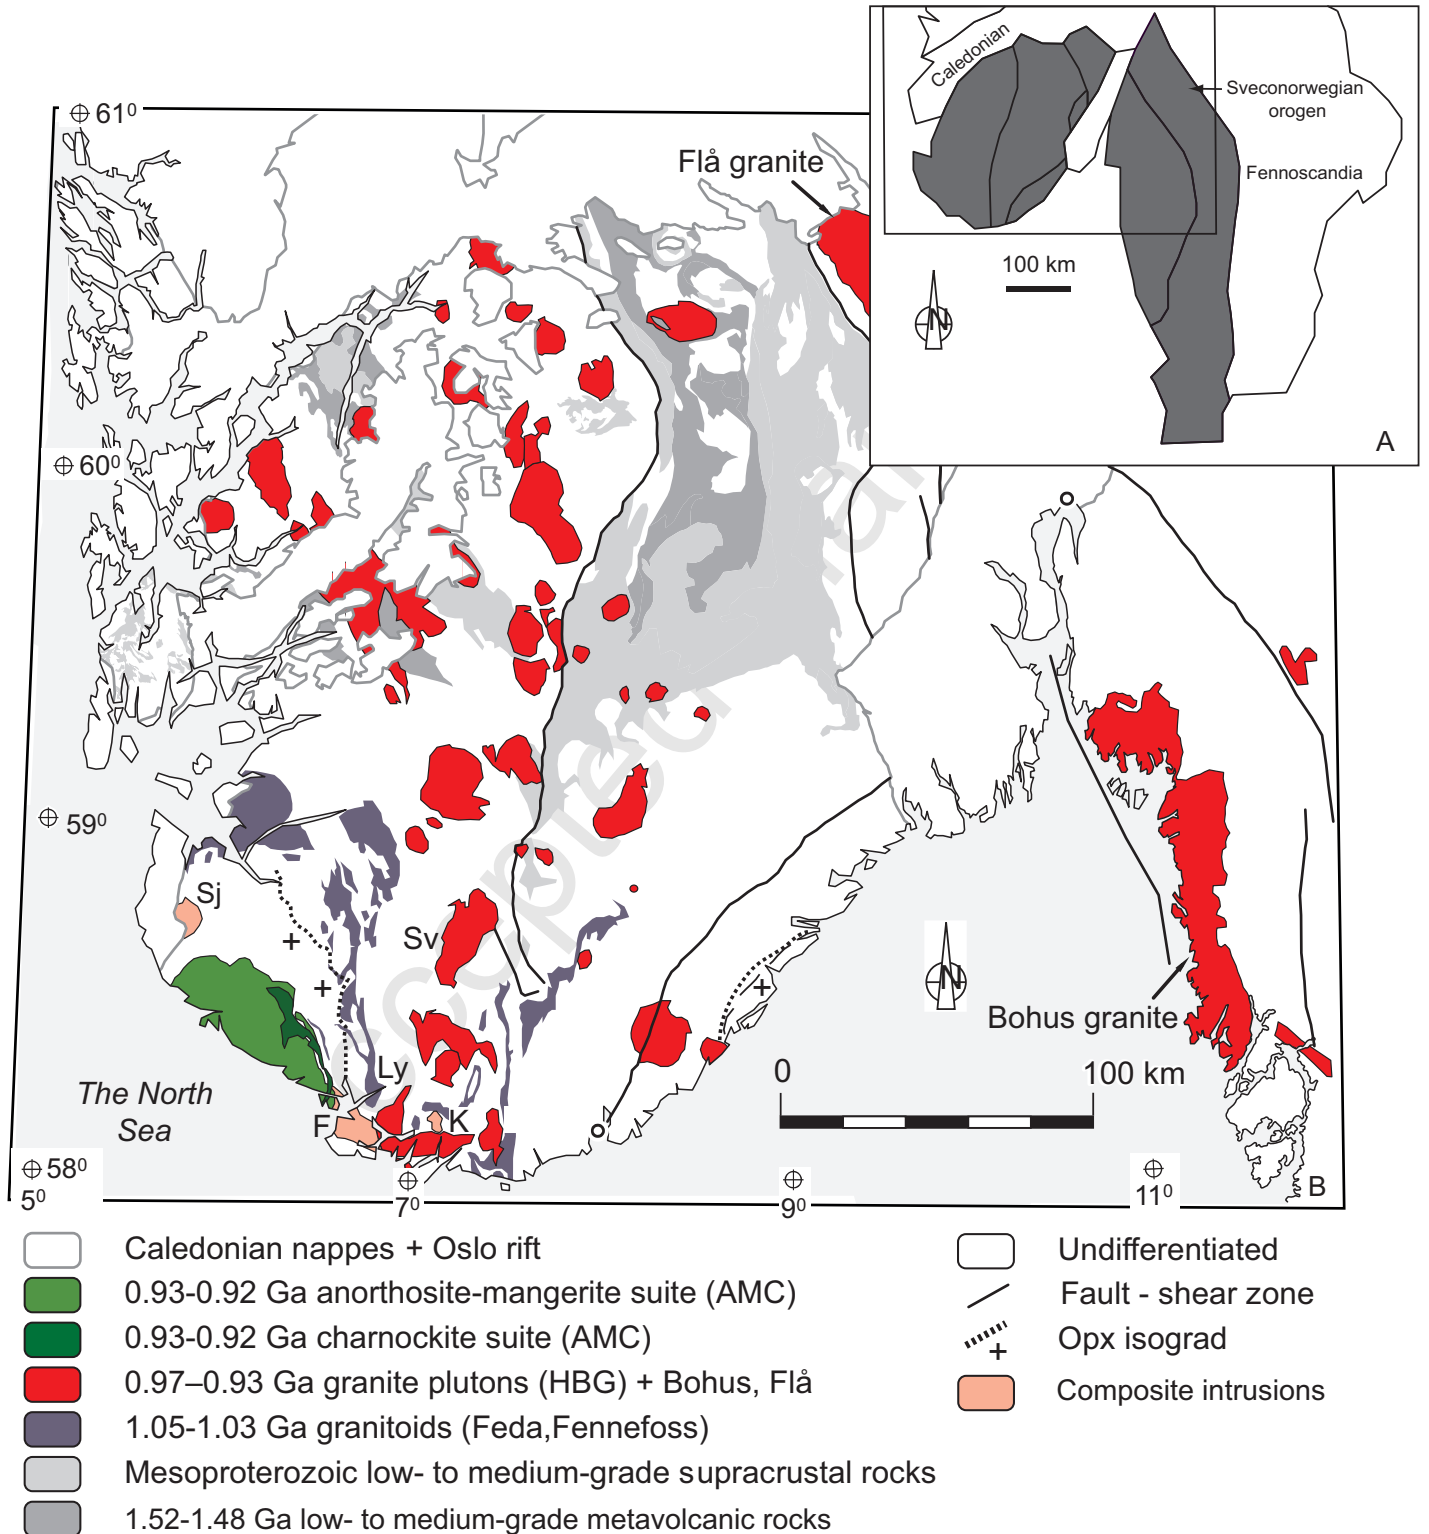 Caledonian
Sveconorwegian
orogen
Fennoscandia
100 km
N
A
61⁰
Flå granite
60⁰
59⁰
Sj
Sv
N
Bohus granite
Ly
0
100 km
The North
Sea
F
K
58⁰
5⁰
7⁰
9⁰
11⁰
B
Caledonian nappes + Oslo rift
0.93-0.92 Ga anorthosite-mangerite suite (AMC)
0.93-0.92 Ga charnockite suite (AMC)
0.97–0.93 Ga granite plutons (HBG) + Bohus, Flå
1.05-1.03 Ga granitoids (Feda,Fennefoss)
Mesoproterozoic low- to medium-grade supracrustal rocks
1.52-1.48 Ga low- to medium-grade metavolcanic rocks
Undifferentiated
Fault - shear zone
Opx isograd
Composite intrusions